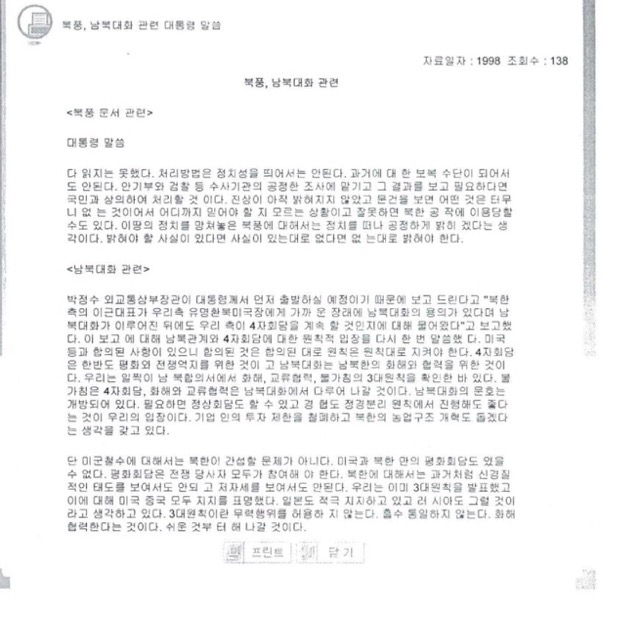 북풍, 남북대화 관련 대통령 말씀
자료일자 : 1998 조회수 : 138
북풍, 남북대화 관련
<북풍 문서 관련>
대통령 말씀
다 읽지는 못했다. 처리방법은 정치성을 띄어서는 안된다. 과거에 대 한 보복 수단이 되어서
도 안된다. 안기부와 검찰 등 수사기관의 공정한 조사에 맡기고 그 결과를 보고 필요하다면
국민과 상의하여 처리할 것 이다. 진상이 아직 밝혀지지 않았고 문건을 보면 어떤 것은 터무
니 없 는 것이어서 어디까지 믿어야 할 지 모르는 상황이고 잘못하면 북한 공 작에 이용당할
수도 있다. 이땅의 정치를 망쳐놓은 북풍에 대해서는 정치를 떠나 공정하게 밝히 겠다는 생
각이다. 밝혀야 할 사실이 있다면 사실이 있는대로 없다면 없 는대로 밝혀야 한다.
<남북대화 관련>
박정수 외교통상부장관이 대통령께서 먼저 출발하실 예정이기 때문에 보고 드린다고 "북한
측의 이근대표가 우리측 유명환북미국장에게 가까 운 장래에 남북대화의 용의가 있다며 남
북대화가 이루어진 뒤에도 우리 측이 4자회담을 계속 할 것인지에 대해 물어왔다"고 보고했
다. 이 보고 에 대해 남북관계와 4자회담에 대한 원칙적 입장을 다시 한 번 말씀했 다. 미국
등과 합의된 사항이 있으니 합의된 것은 합의된 대로 원칙은 원칙대로 지켜야 한다. 4자회담
은 한반도 평화와 전쟁억지를 위한 것이 고 남북대화는 남북한의 화해와 협력을 위한 것이
다. 우리는 일찍이 남 북합의서에서 화해, 교류협력, 불가침의 3대원칙을 확인한 바 있다. 불
가침은 4자회담, 화해와 교류협력은 남북대화에서 다루어 나갈 것이다. 남북대화의 문호는
개방되어 있다. 필요하면 정상회담도 할 수 있고 경 협도 정경분리 원칙에서 진행해도 좋다
는 것이 우리의 입장이다. 기업 인의 투자 제한을 철폐하고 북한의 농업구조 개혁도 돕겠다
는 생각을 갖고 있다.
단 미군철수에 대해서는 북한이 간섭할 문제가 아니다. 미국과 북한 만의 평화회담도 있을
수 없다. 평화회담은 전쟁 당사자 모두가 참여해 야 한다. 북한에 대해서는 과거처럼 신경질
적인 태도를 보여서도 안되 고 저자세를 보여서도 안된다. 우리는 이미 3대원칙을 발표했고
이에 대해 미국 중국 모두 지지를 표명했다. 일본도 적극 지지하고 있고 러 시아도 그럴 것이
라고 생각하고 있다. 3대원칙이란 무력행위를 허용하 지 않는다. 흡수 통일하지 않는다. 화해
협력한다는 것이다. 쉬운 것부 터 해 나갈 것이다.
프린트 닫기